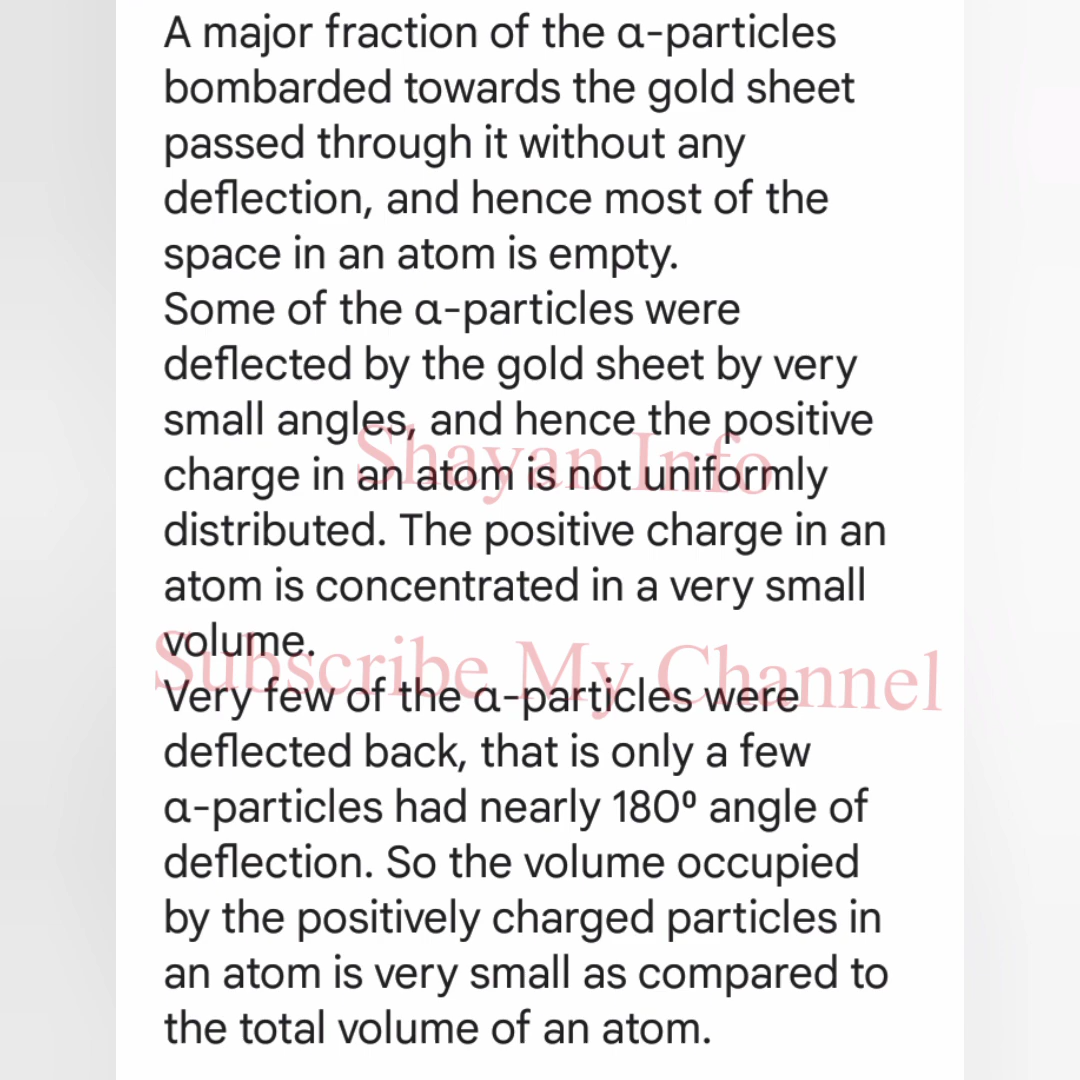 A major fraction of the α-particles
bombarded towards the gold sheet
passed through it without any
deflection, and hence most of the
space in an atom is empty.
Some of the α-particles were
deflected by the gold sheet by very
small angles, and hence the positive
Shayan Info
charge in an atom is not uniformly
distributed. The positive charge in an
atom is concentrated in a very small
volume.
Subscribe My Channel
Very few of the α-particles were
deflected back, that is only a few
α-particles had nearly 180⁰ angle of
deflection. So the volume occupied
by the positively charged particles in
an atom is very small as compared to
the total volume of an atom.